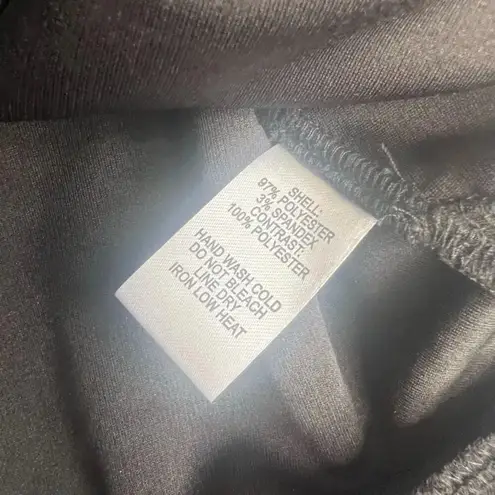 SHELL:
97% POLYESTER
3% SPANDEX
CONTRAST:
100% POLYESTER
HAND WASH COLD
DO NOT BLEACH
LINE DRY
IRON LOW HEAT